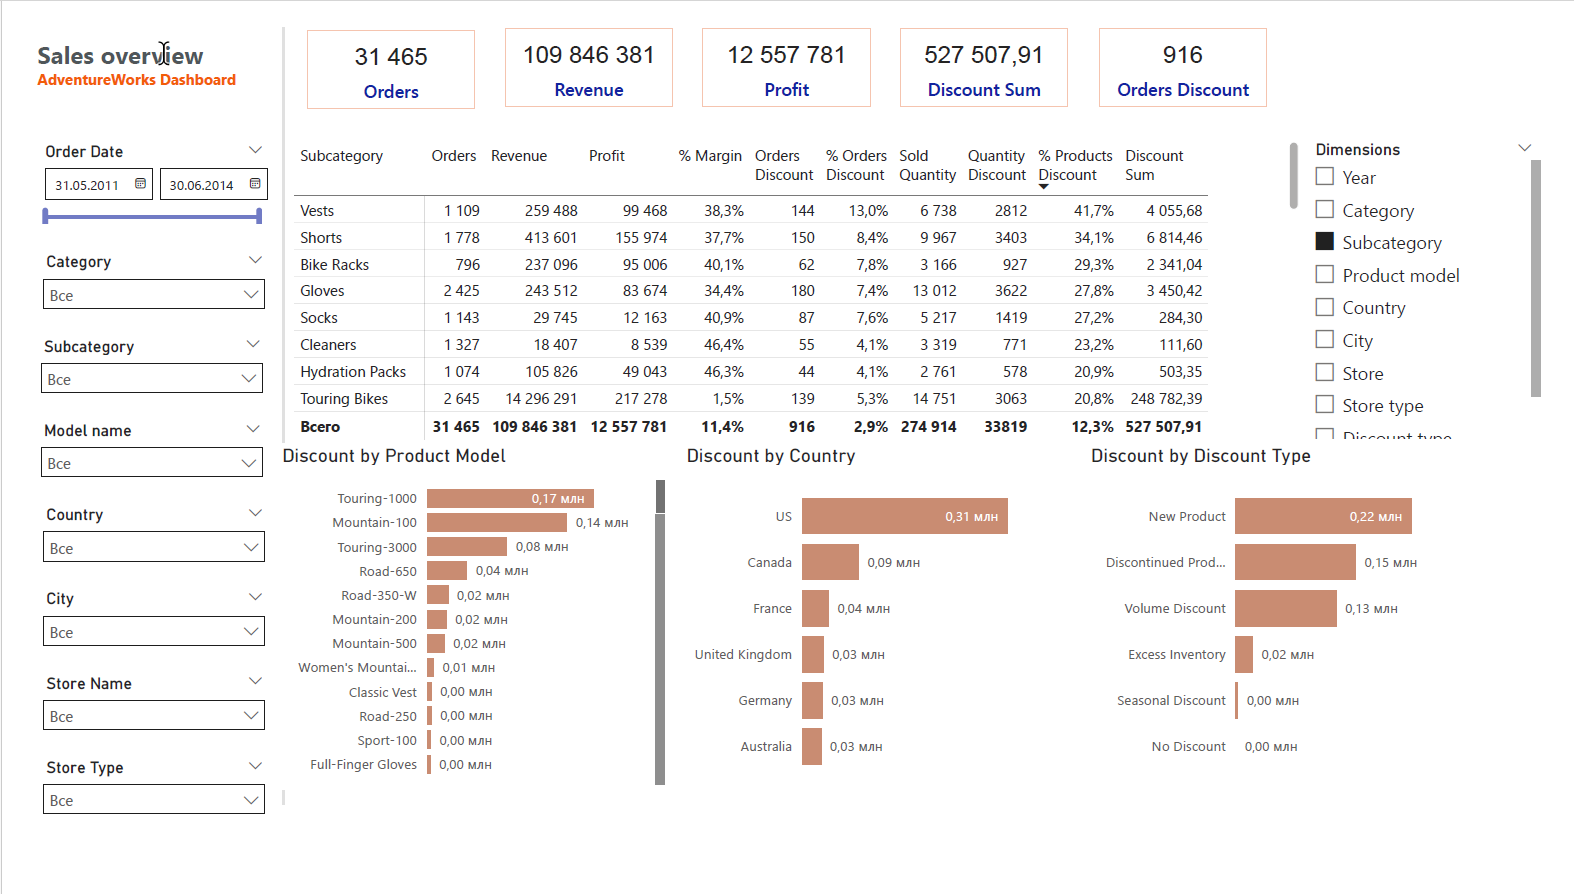 Sales overview
AdventureWorks Dashboard
31 465
Orders
109 846 381
Revenue
12 557 781
Profit
527 507,91
Discount Sum
916
Orders Discount
Order Date
31.05.2011 30.06.2014
Category
Все
Subcategory
Все
Model name
Все
Country
Все
City
Все
Store Name
Все
Store Type
Все
Subcategory Orders Revenue Profit % Margin Orders Discount % Orders Discount Sold Quantity Quantity Discount % Products Discount Discount Sum
Vests 1 109 259 488 99 468 38,3% 144 13,0% 6 738 2812 41,7% 4 055,68
Shorts 1 778 413 601 155 974 37,7% 150 8,4% 9 967 3403 34,1% 6 814,46
Bike Racks 796 237 096 95 006 40,1% 62 7,8% 3 166 927 29,3% 2 341,04
Gloves 2 425 243 512 83 674 34,4% 180 7,4% 13 012 3622 27,8% 3 450,42
Socks 1 143 29 745 12 163 40,9% 87 7,6% 5 217 1419 27,2% 284,30
Cleaners 1 327 18 407 8 539 46,4% 55 4,1% 3 319 771 23,2% 111,60
Hydration Packs 1 074 105 826 49 043 46,3% 44 4,1% 2 761 578 20,9% 503,35
Touring Bikes 2 645 14 296 291 217 278 1,5% 139 5,3% 14 751 3063 20,8% 248 782,39
Всего 31 465 109 846 381 12 557 781 11,4% 916 2,9% 274 914 33819 12,3% 527 507,91
Dimensions
Year
Category
Subcategory
Product model
Country
City
Store
Store type
Discount type
Discount by Product Model
Touring-1000 0,17 млн
Mountain-100 0,14 млн
Touring-3000 0,08 млн
Road-650 0,04 млн
Road-350-W 0,02 млн
Mountain-200 0,02 млн
Mountain-500 0,02 млн
Women's Mountai... 0,01 млн
Classic Vest 0,00 млн
Road-250 0,00 млн
Sport-100 0,00 млн
Full-Finger Gloves 0,00 млн
Discount by Country
US 0,31 млн
Canada 0,09 млн
France 0,04 млн
United Kingdom 0,03 млн
Germany 0,03 млн
Australia 0,03 млн
Discount by Discount Type
New Product 0,22 млн
Discontinued Prod... 0,15 млн
Volume Discount 0,13 млн
Excess Inventory 0,02 млн
Seasonal Discount 0,00 млн
No Discount 0,00 млн